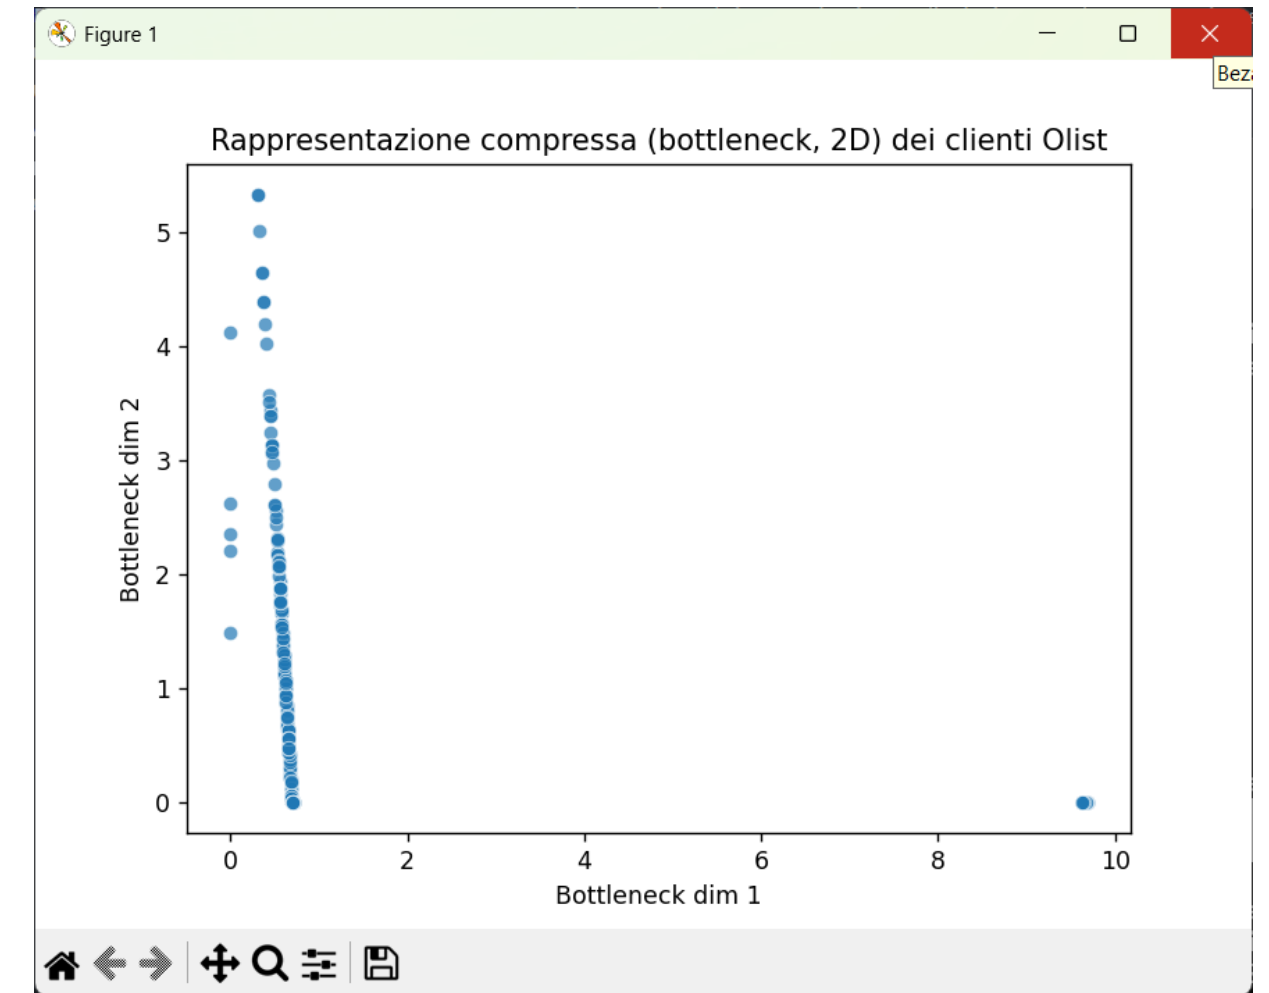 Figure 1
Rappresentazione compressa (bottleneck, 2D) dei clienti Olist
5
4
3
2
1
0
Bottleneck dim 2
0 2 4 6 8 10
Bottleneck dim 1